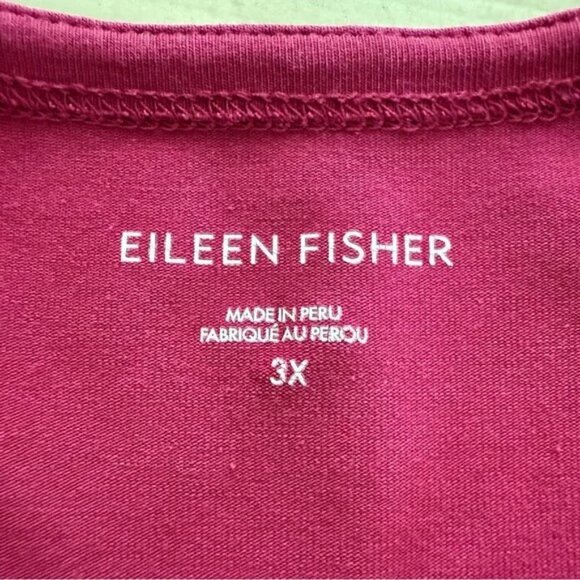 EILEEN FISHER
MADE IN PERU
FABRIQUÉ AU PEROU
3X